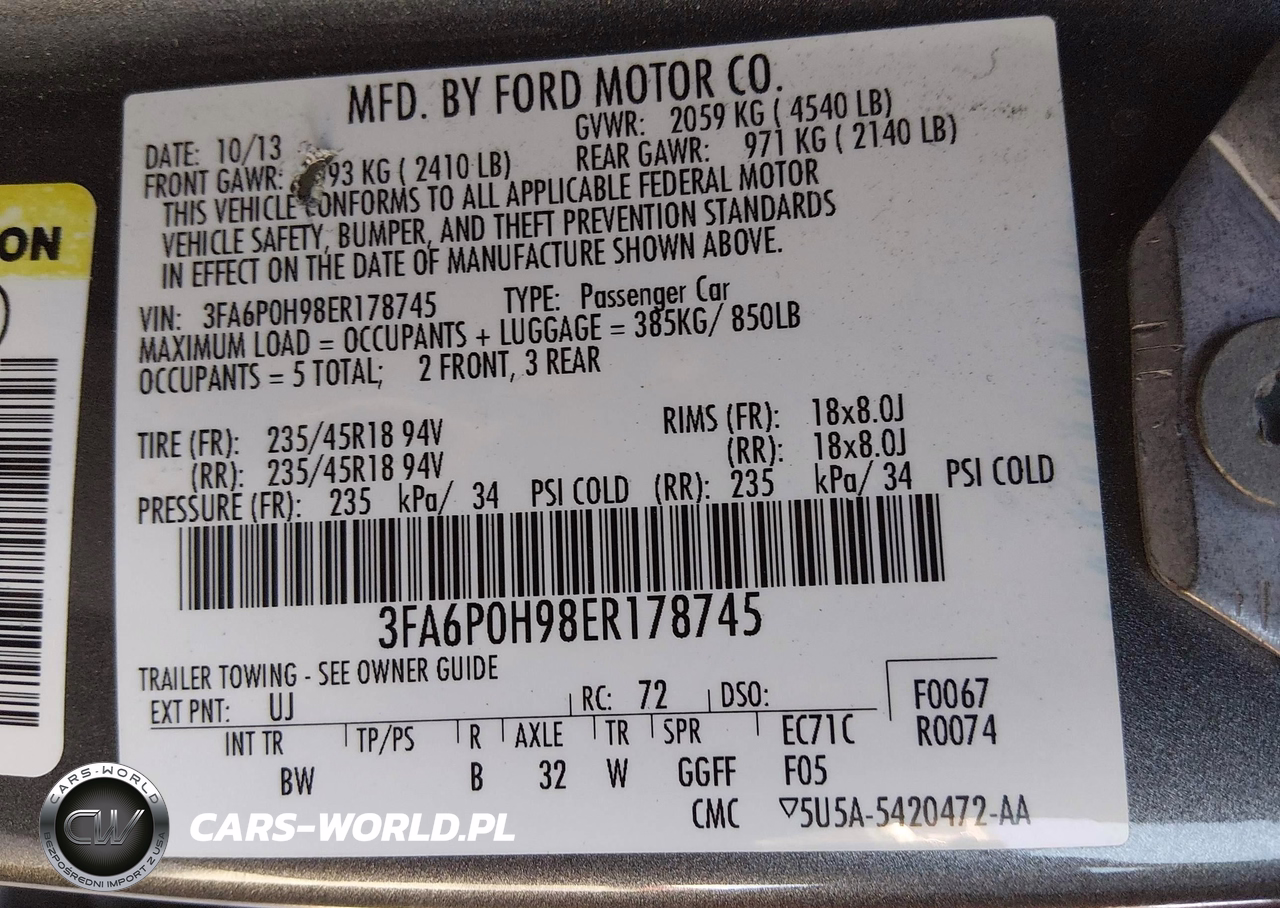 MFD. BY FORD MOTOR CO.
DATE: 10/13 GVWR: 2059 KG ( 4540 LB)
FRONT GAWR: 93 KG ( 2410 LB) REAR GAWR: 971 KG ( 2140 LB)
THIS VEHICLE CONFORMS TO ALL APPLICABLE FEDERAL MOTOR
VEHICLE SAFETY, BUMPER, AND THEFT PREVENTION STANDARDS
IN EFFECT ON THE DATE OF MANUFACTURE SHOWN ABOVE.
VIN: 3FA6P0H98ER178745 TYPE: Passenger Car
MAXIMUM LOAD = OCCUPANTS + LUGGAGE = 385KG/ 850LB
OCCUPANTS = 5 TOTAL; 2 FRONT, 3 REAR
TIRE (FR): 235/45R18 94V RIMS (FR): 18x8.0J
(RR): 235/45R18 94V (RR): 18x8.0J
PRESSURE (FR): 235 kPa/ 34 PSI COLD (RR): 235 kPa/ 34 PSI COLD
3FA6P0H98ER178745
TRAILER TOWING - SEE OWNER GUIDE
EXT PNT: UJ RC: 72 DSO: F0067
INT TR TP/PS R AXLE TR SPR EC71C R0074
BW B 32 W GGFF F05
CMC ▽5U5A-5420472-AA
ON
CARS-WORLD
CW
BEZPOŚREDNI IMPORT Z USA
CARS-WORLD.PL